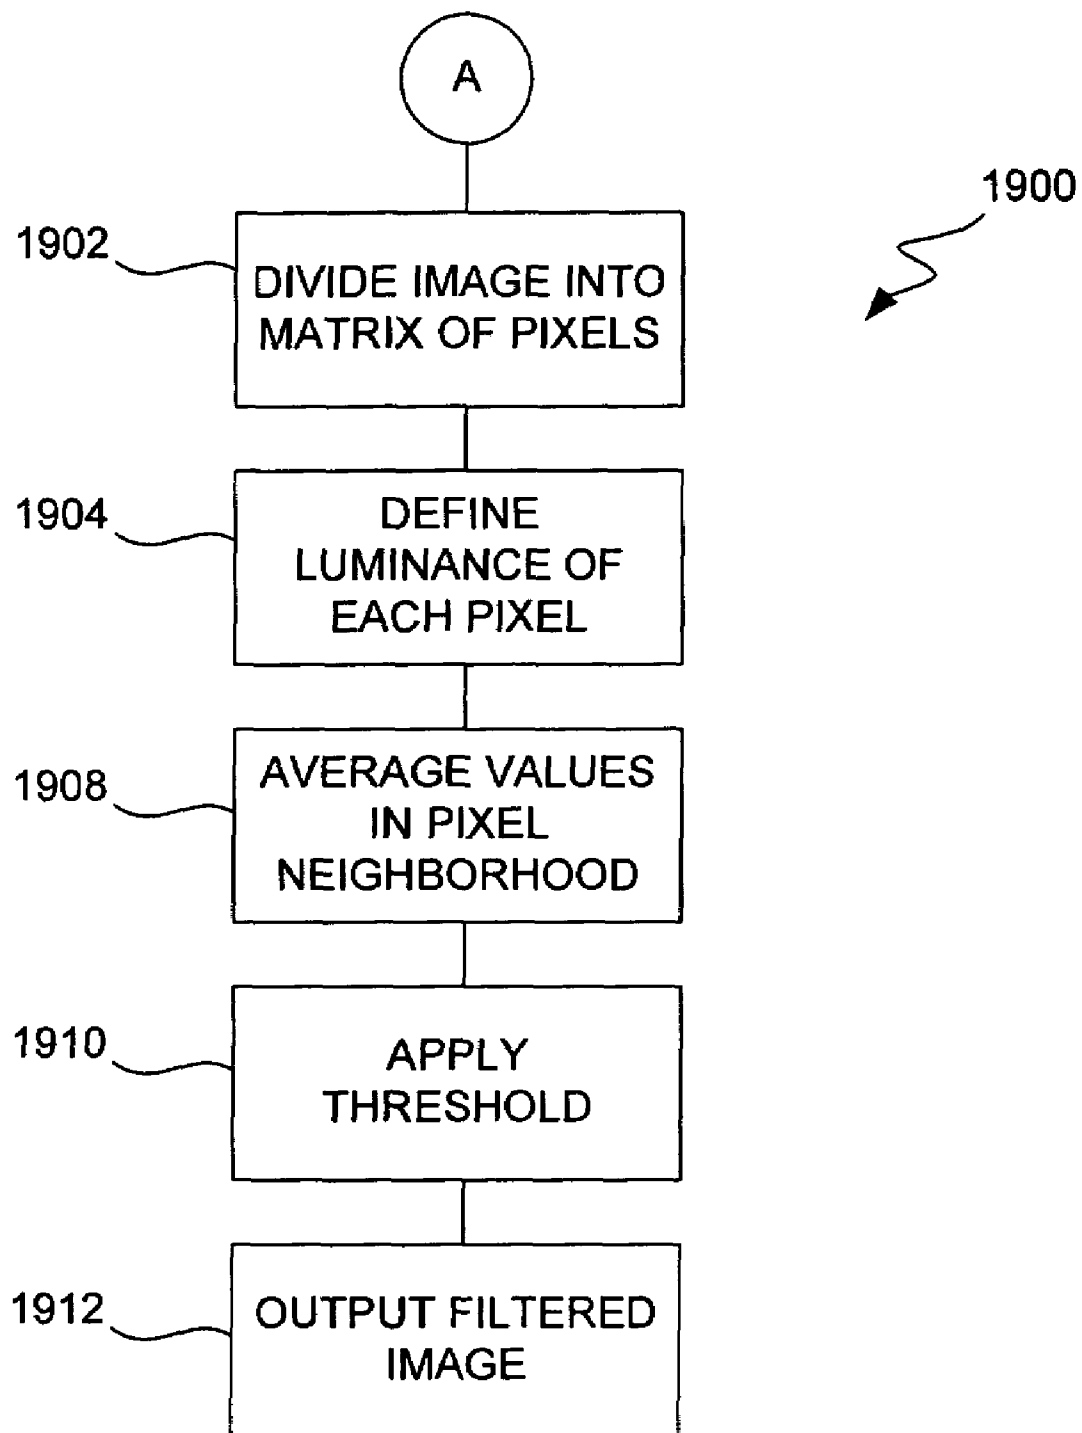 A
1900
1902
DIVIDE IMAGE INTO
MATRIX OF PIXELS
1904
DEFINE
LUMINANCE OF
EACH PIXEL
1908
AVERAGE VALUES
IN PIXEL
NEIGHBORHOOD
1910
APPLY
THRESHOLD
1912
OUTPUT FILTERED
IMAGE